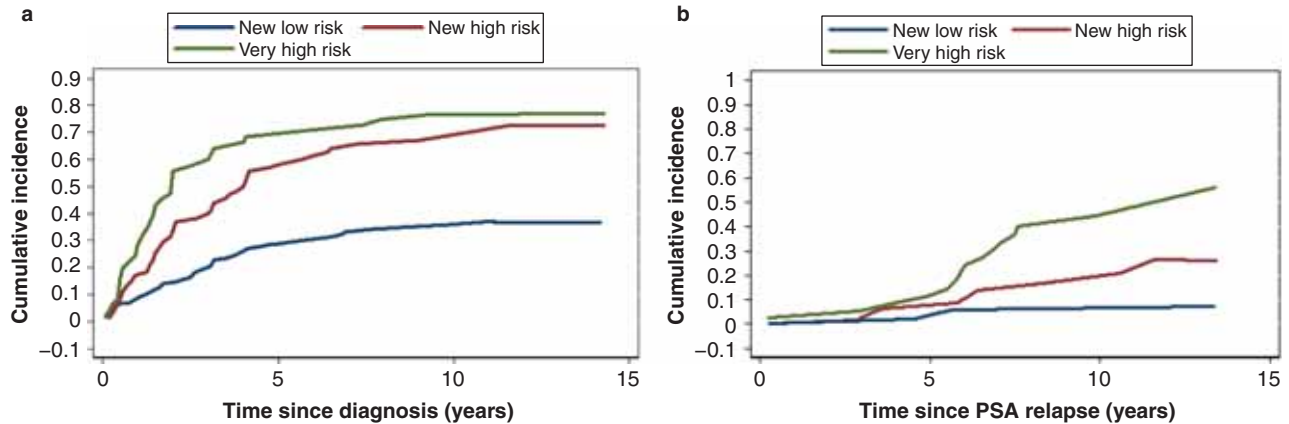 a
New low risk
New high risk
Very high risk
Cumulative incidence
0.9
0.8
0.7
0.6
0.5
0.4
0.3
0.2
0.1
0
–0.1
0 5 10 15
Time since diagnosis (years)
b
New low risk
New high risk
Very high risk
Cumulative incidence
1
0.9
0.8
0.7
0.6
0.5
0.4
0.3
0.2
0.1
0
–0.1
0 5 10 15
Time since PSA relapse (years)